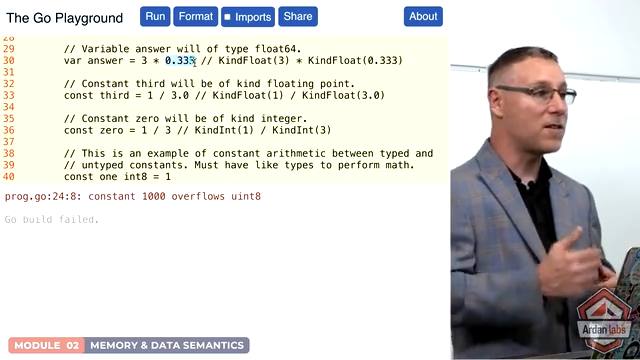 The Go Playground
Run
Format
Imports
Share
About
28
29 // Variable answer will of type float64.
30 var answer = 3 * 0.333 // KindFloat(3) * KindFloat(0.333)
31
32 // Constant third will be of kind floating point.
33 const third = 1 / 3.0 // KindFloat(1) / KindFloat(3.0)
34
35 // Constant zero will be of kind integer.
36 const zero = 1 / 3 // KindInt(1) / KindInt(3)
37
38 // This is an example of constant arithmetic between typed and
39 // untyped constants. Must have like types to perform math.
40 const one int8 = 1
prog.go:24:8: constant 1000 overflows uint8
Go build failed.
MODULE 02 MEMORY & DATA SEMANTICS
Ardan labs